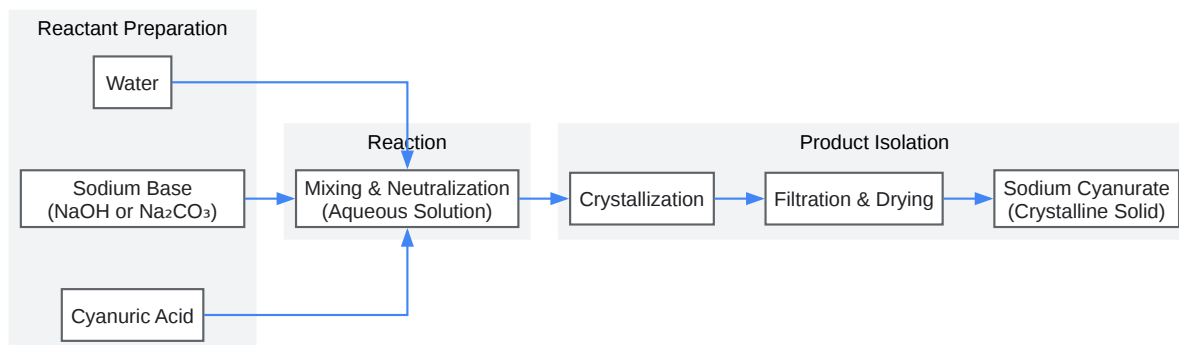 Reactant Preparation
Water
Sodium Base
(NaOH or Na₂CO₃)
Cyanuric Acid
Reaction
Mixing & Neutralization
(Aqueous Solution)
Product Isolation
Crystallization
Filtration & Drying
Sodium Cyanurate
(Crystalline Solid)